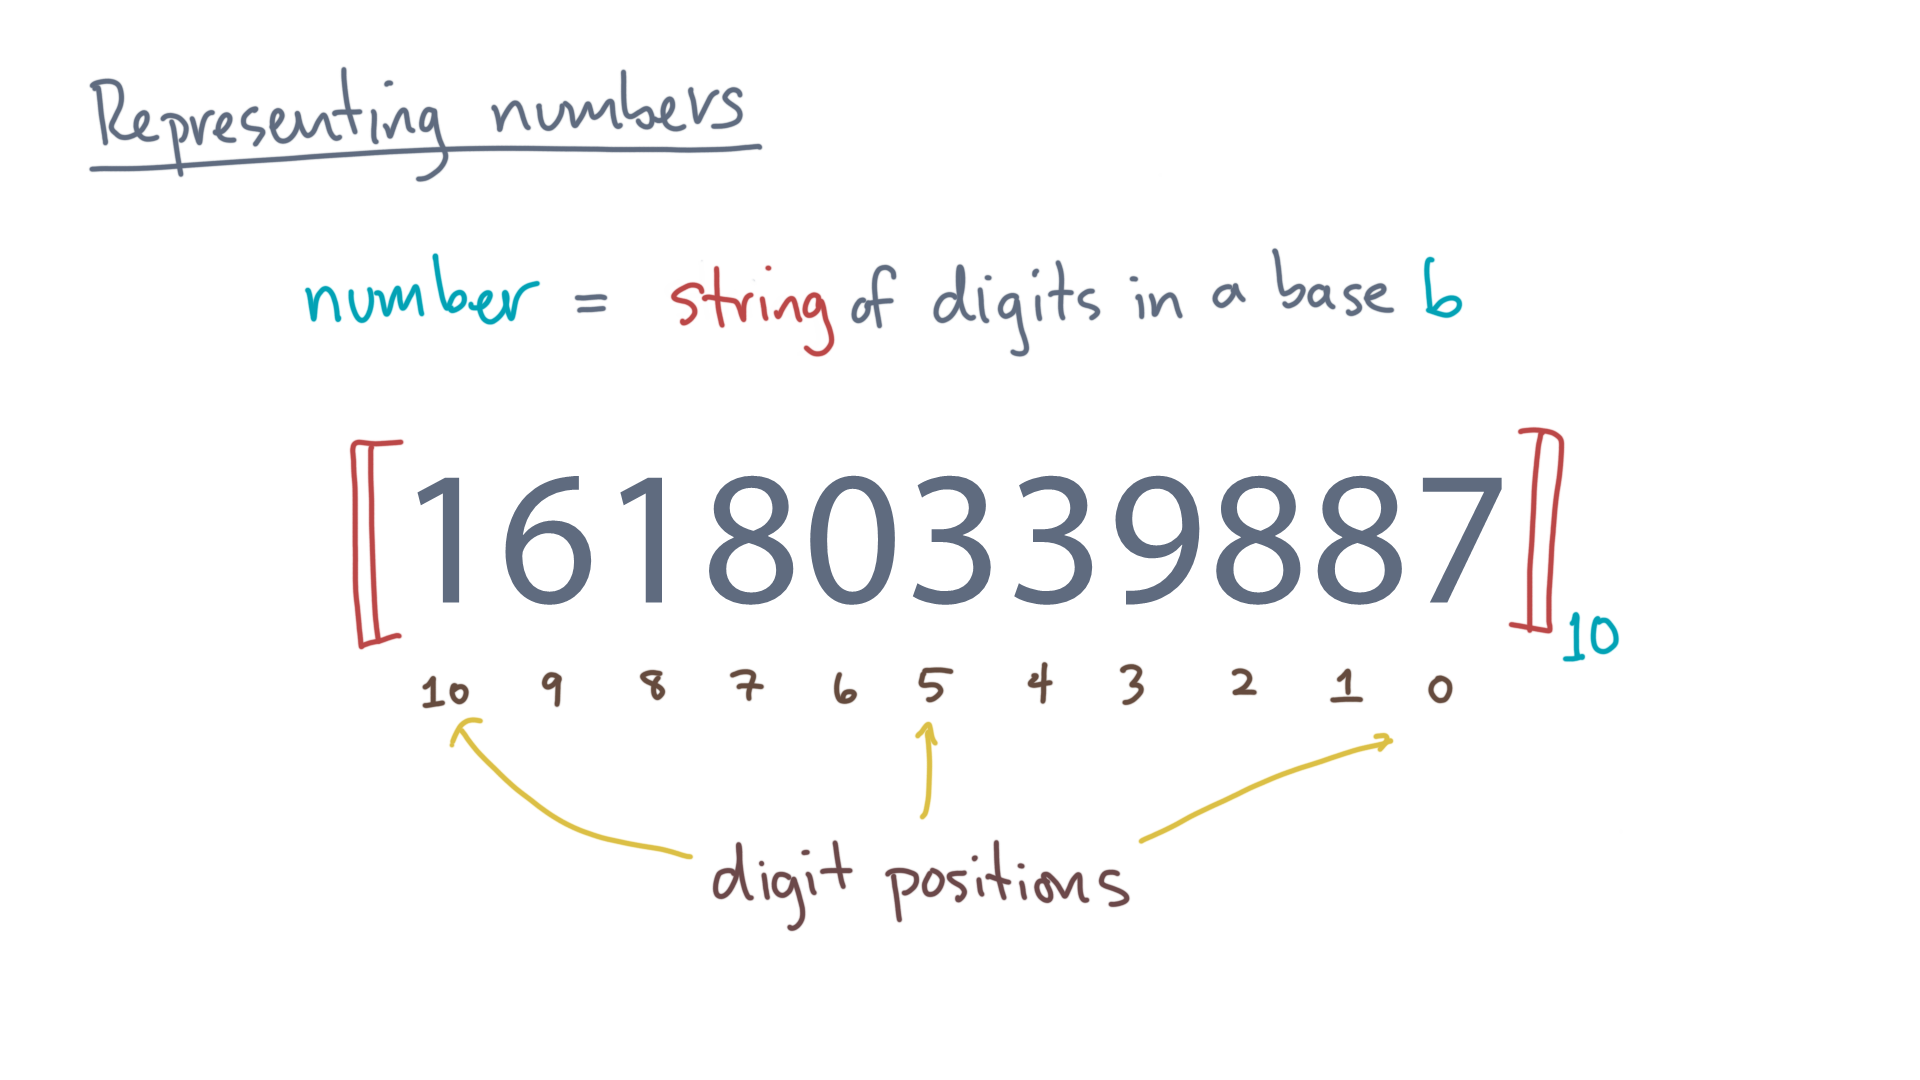 Representing numbers
number = string of digits in a base b
[[16180339887]]10
10 9 8 7 6 5 4 3 2 1 0
digit positions